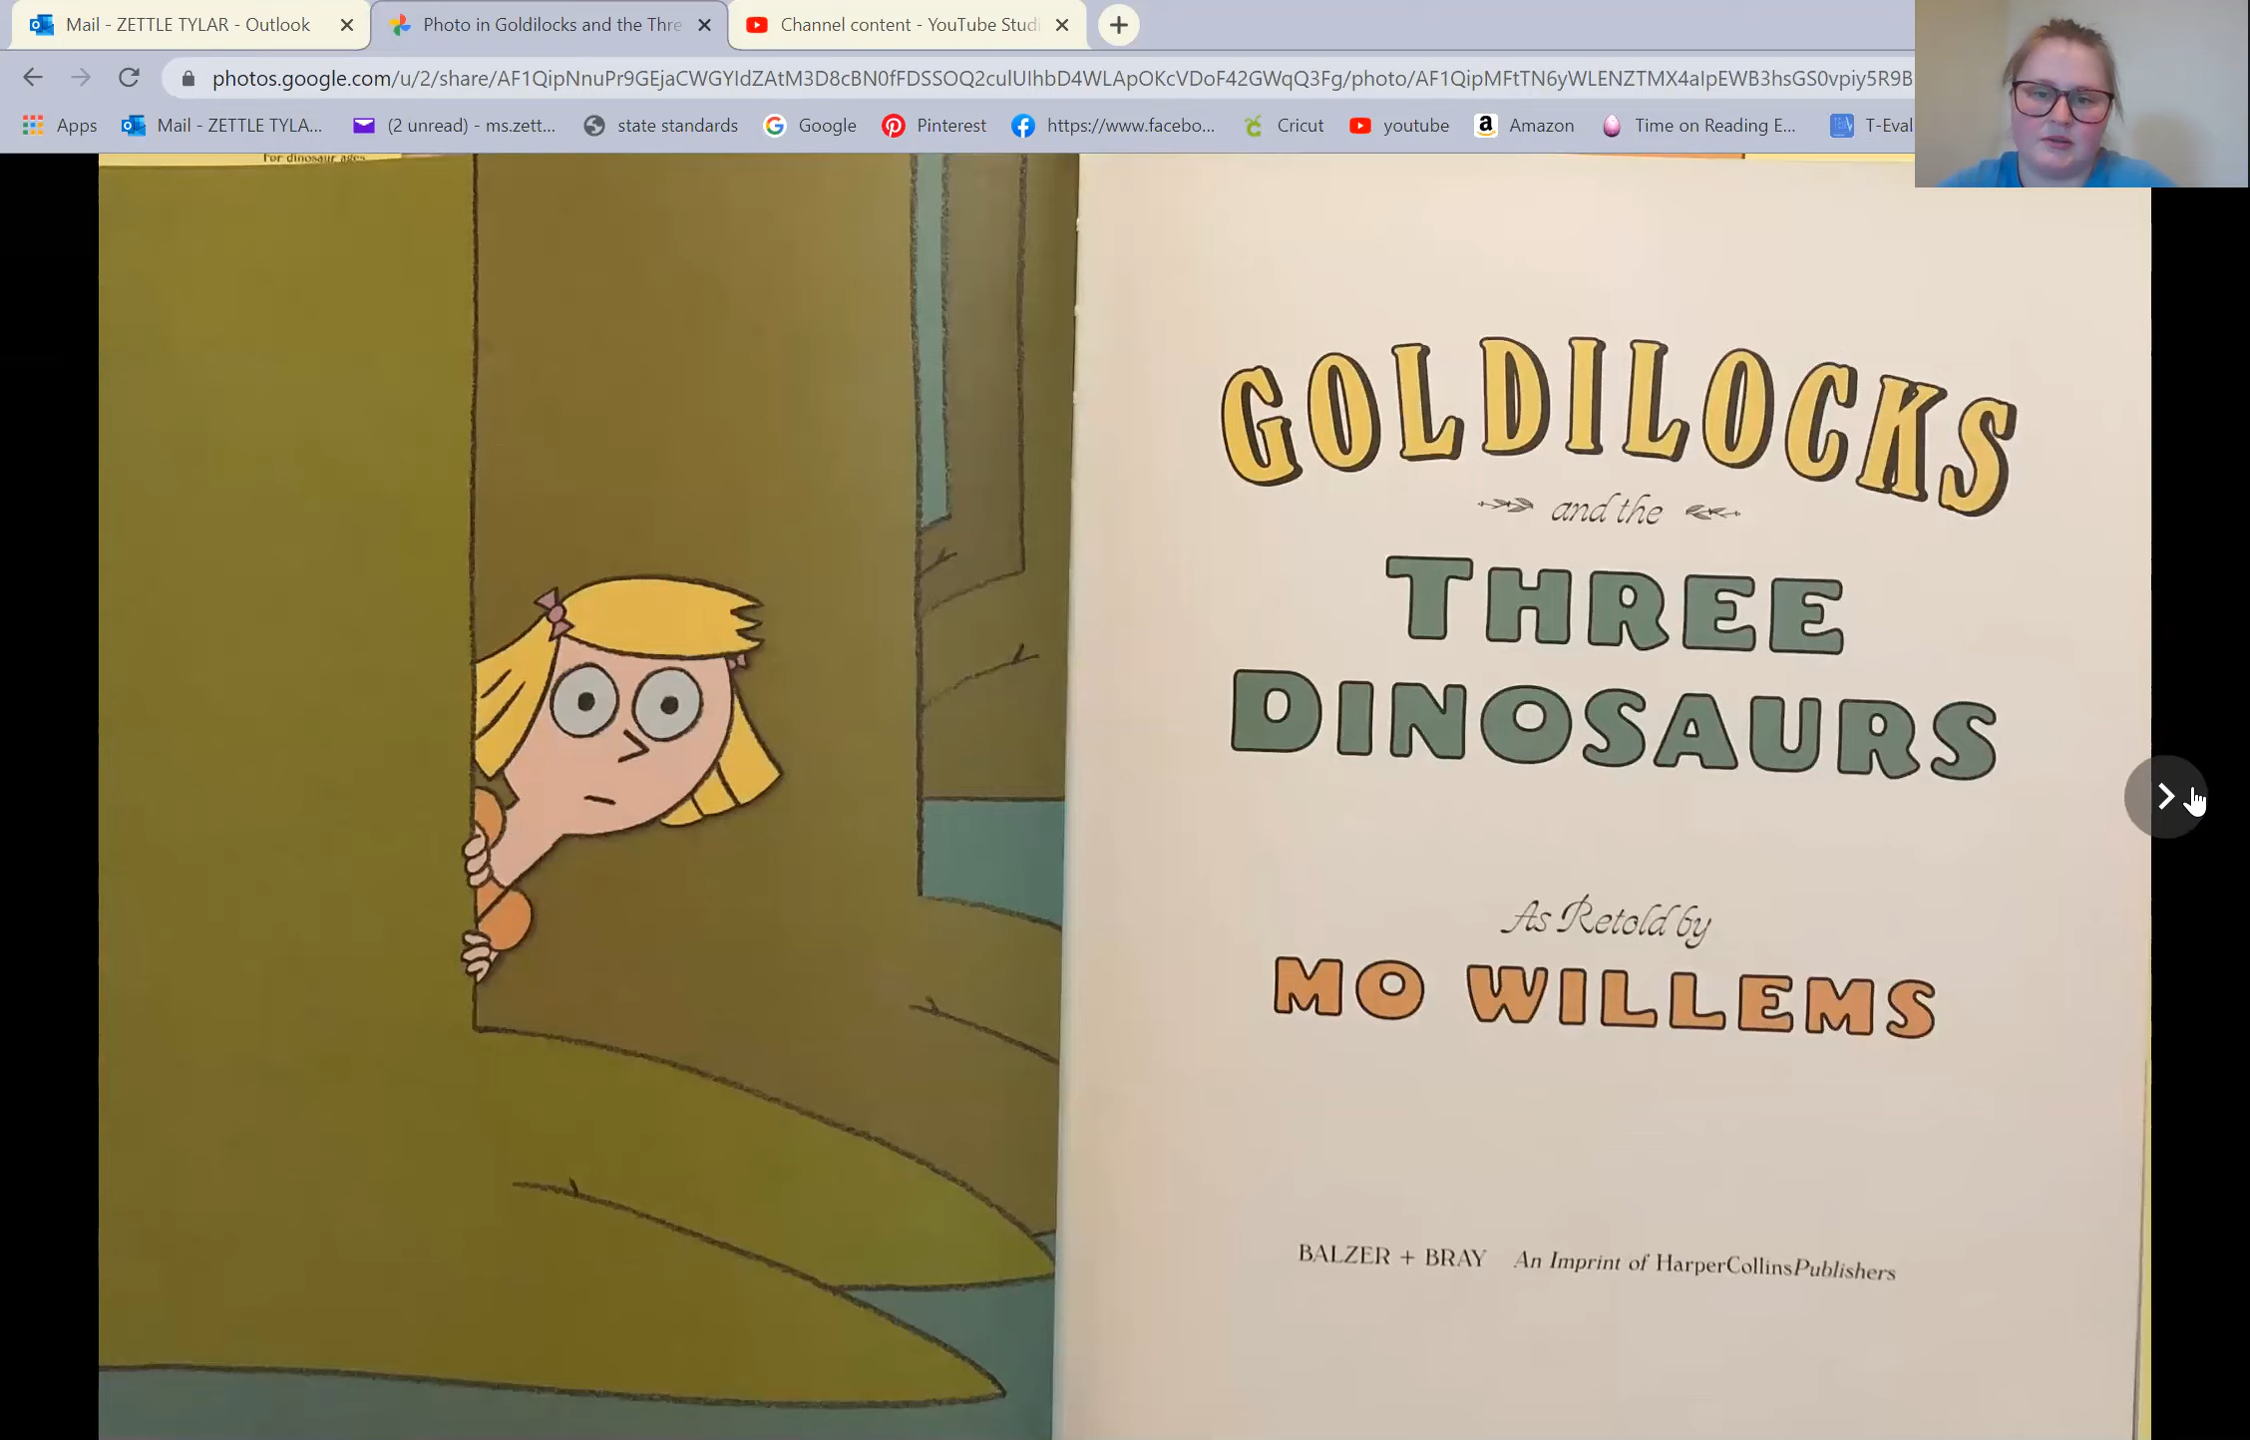 Mail - ZETTLE TYLAR - Outlook
Photo in Goldilocks and the Thre
Channel content - YouTube Studi
photos.google.com/u/2/share/AF1QipNnuPr9GEjaCWGYIdZAtM3D8cBN0fFDSSOQ2culUIhbD4WLApOKcVDoF42GWqQ3Fg/photo/AF1QipMFtTN6yWLENZTMX4aIpEWB3hsGS0vpiy5R9B
Apps
Mail - ZETTLE TYLA...
(2 unread) - ms.zett...
state standards
Google
Pinterest
https://www.facebo...
Cricut
youtube
Amazon
Time on Reading E...
T-Eval
For dinosaur ages
GOLDILOCKS
and the
THREE
DINOSAURS
As Retold by
MO WILLEMS
BALZER + BRAY An Imprint of HarperCollinsPublishers